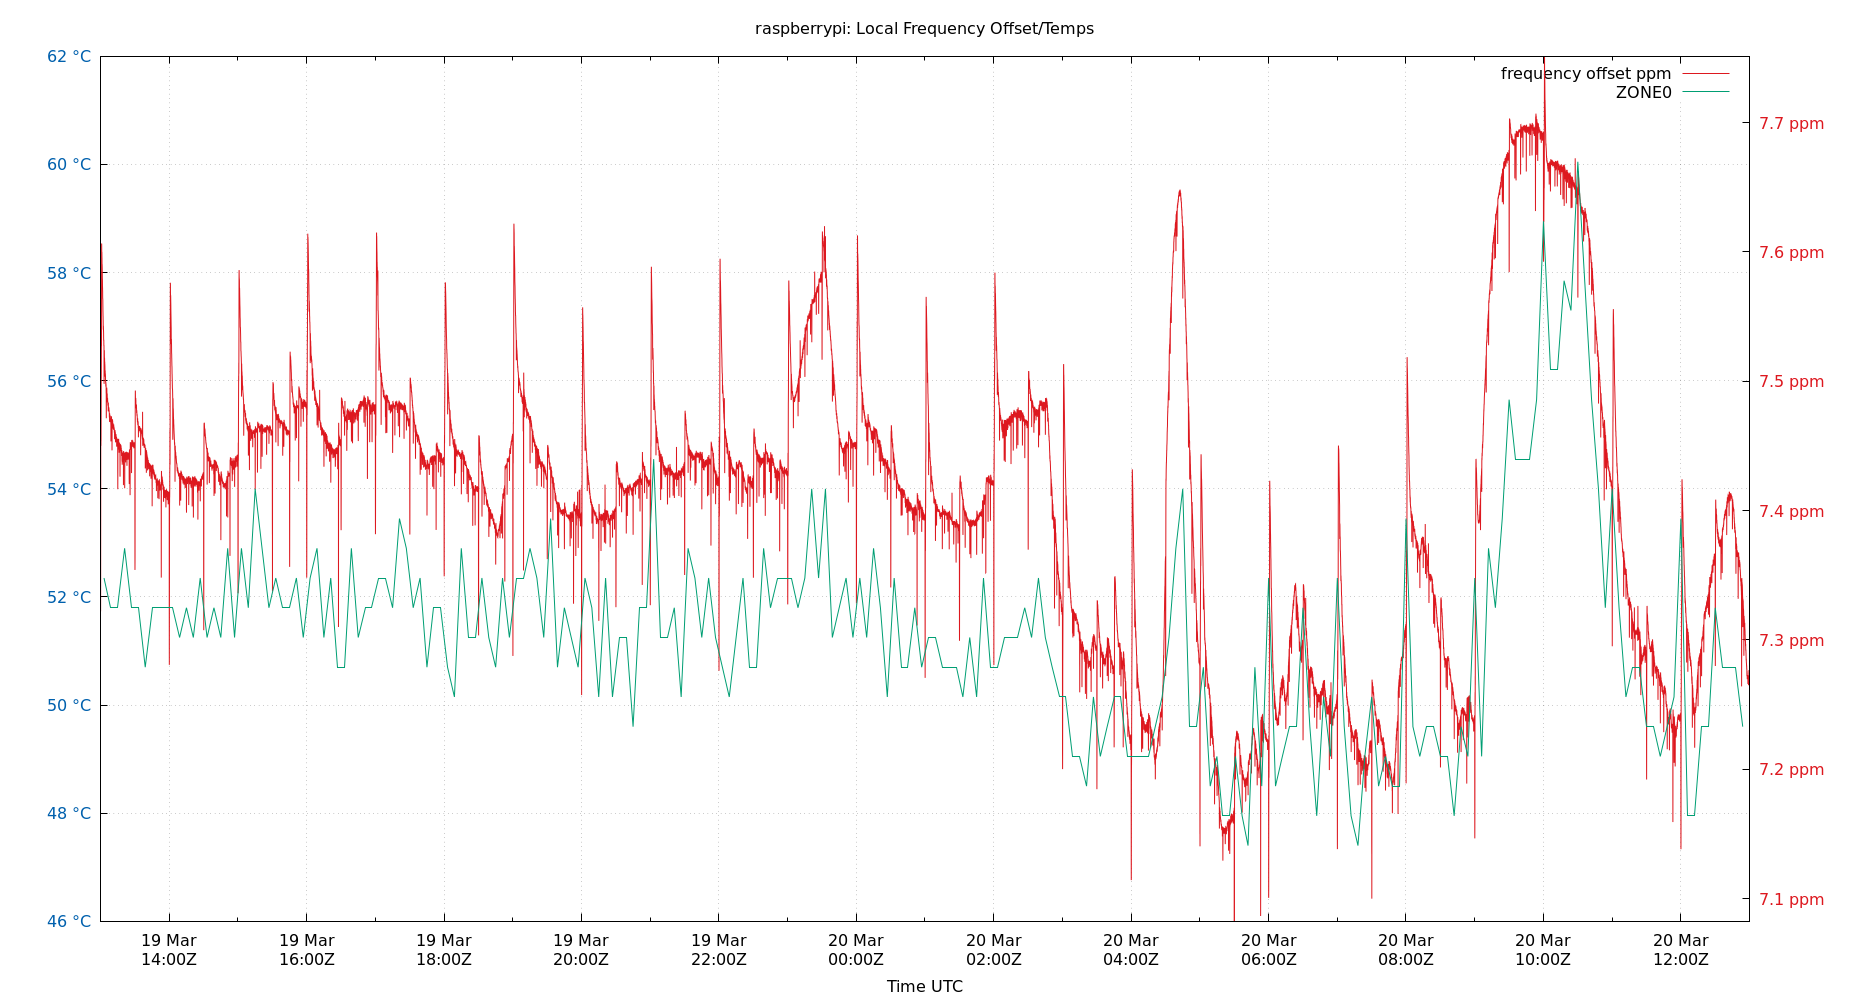 raspberrypi: Local Frequency Offset/Temps
62 °C
60 °C
58 °C
56 °C
54 °C
52 °C
50 °C
48 °C
46 °C
frequency offset ppm
ZONE0
7.7 ppm
7.6 ppm
7.5 ppm
7.4 ppm
7.3 ppm
7.2 ppm
7.1 ppm
19 Mar 19 Mar 19 Mar 19 Mar 19 Mar 20 Mar 20 Mar 20 Mar 20 Mar 20 Mar 20 Mar 20 Mar
14:00Z 16:00Z 18:00Z 20:00Z 22:00Z 00:00Z 02:00Z 04:00Z 06:00Z 08:00Z 10:00Z 12:00Z
Time UTC